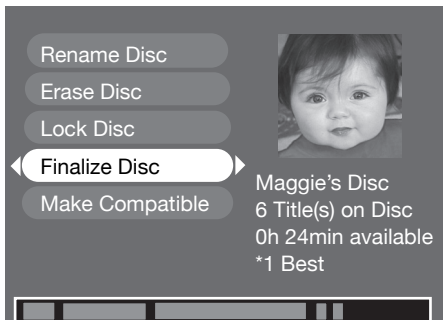 Rename Disc
Erase Disc
Lock Disc
Finalize Disc
Make Compatible
Maggie's Disc
6 Title(s) on Disc
0h 24min available
*1 Best